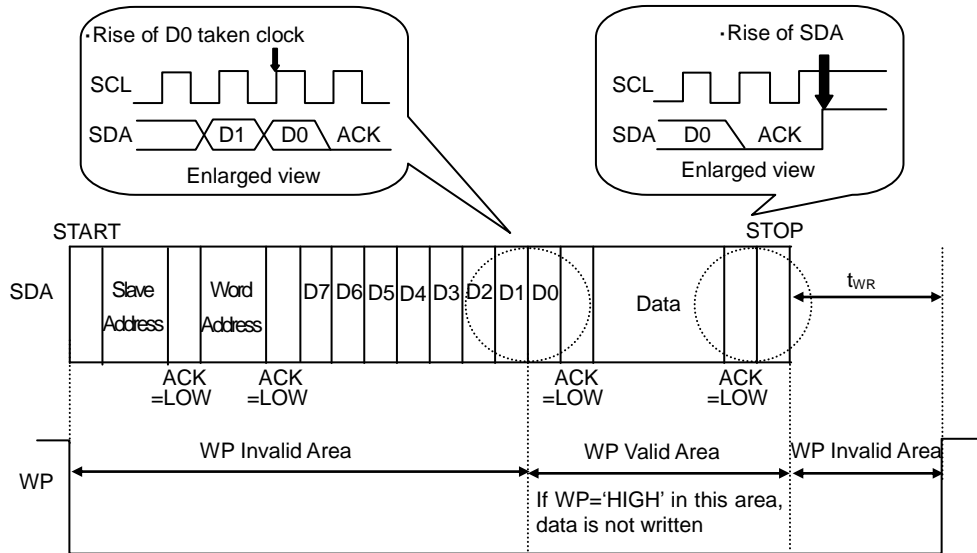 ·Rise of D0 taken clock
SCL
SDA
D1
D0
ACK
Enlarged view
·Rise of SDA
SCL
SDA
D0
ACK
Enlarged view
START
STOP
SDA
Slave
Address
Word
Address
D7
D6
D5
D4
D3
D2
D1
D0
Data
tWR
ACK
=LOW
ACK
=LOW
ACK
=LOW
ACK
=LOW
WP
WP Invalid Area
WP Valid Area
WP Invalid Area
If WP=‘HIGH’ in this area,
data is not written